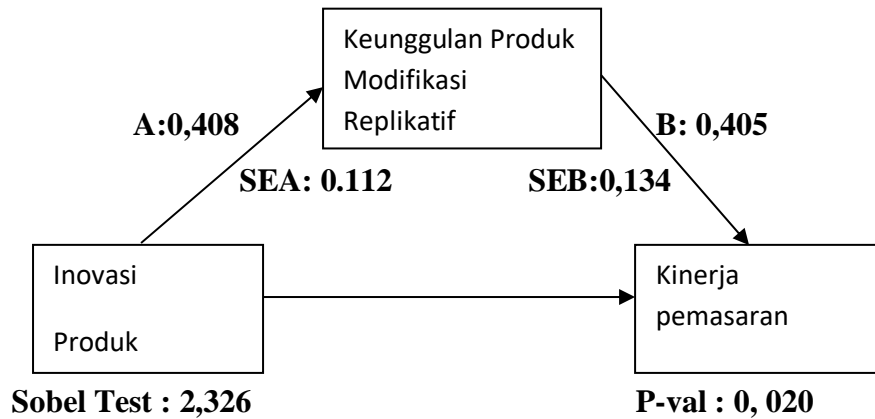 Keunggulan Produk
Modifikasi
Replikatif
A:0,408
B: 0,405
SEA: 0.112
SEB:0,134
Inovasi
Produk
Kinerja
pemasaran
Sobel Test : 2,326
P-val : 0, 020